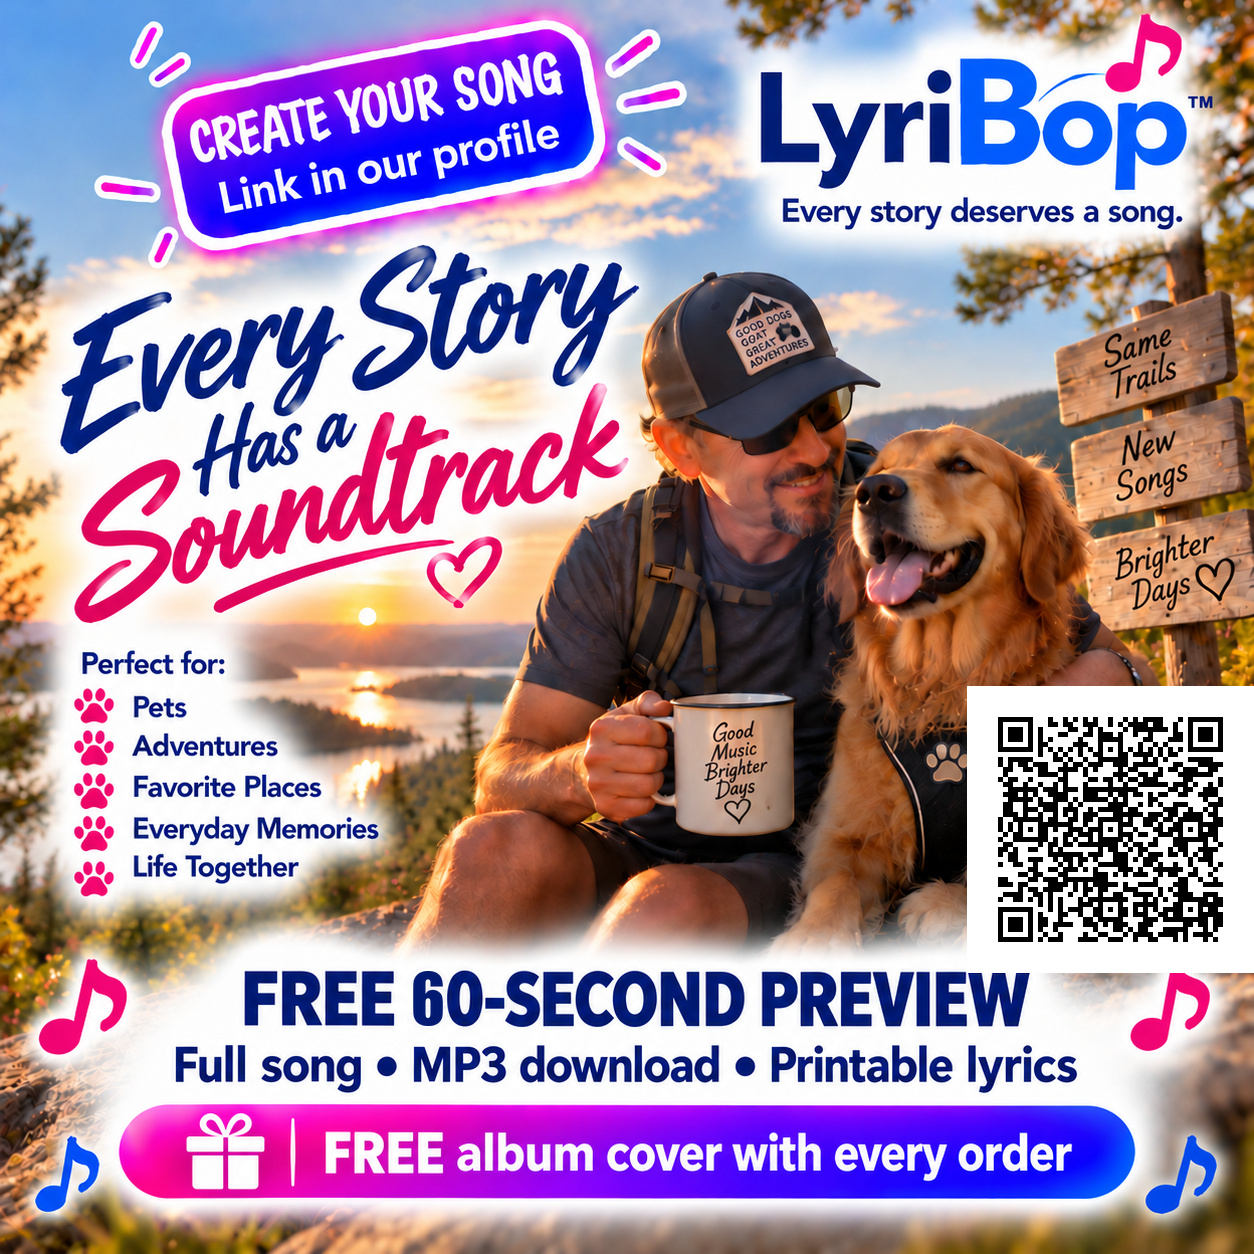 CREATE YOUR SONG
Link in our profile
LyriBop™
Every story deserves a song.
Every Story
Has a
Soundtrack
GOOD DOGS
GOAT
GREAT
ADVENTURES
Same
Trails
New
Songs
Brighter
Days
Perfect for:
Pets
Adventures
Favorite Places
Everyday Memories
Life Together
Good
Music
Brighter
Days
FREE 60-SECOND PREVIEW
Full song • MP3 download • Printable lyrics
FREE album cover with every order